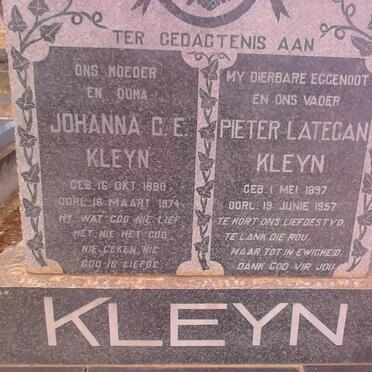 TER GEDAGTENIS AAN
ONS MOEDER
EN OUMA
JOHANNA C. E.
KLEYN
GEB. 16 OKT. 1890
OORL. 16 MAART 1974
HY WAT GOD NIE LIEF
HET NIE HET GOD
NIE GEKEN NIE
GOD IS LIEFDE
MY DIERBARE EGGENOOT
EN ONS VADER
PIETER LATEGAN
KLEYN
GEB. 1 MEI 1897
OORL. 19 JUNIE 1957
TE KORT ONS LIEFDESTYD,
TE LANK DIE ROU,
MAAR TOT IN EWIGHEID,
DANK GOD VIR JOU.
KLEYN